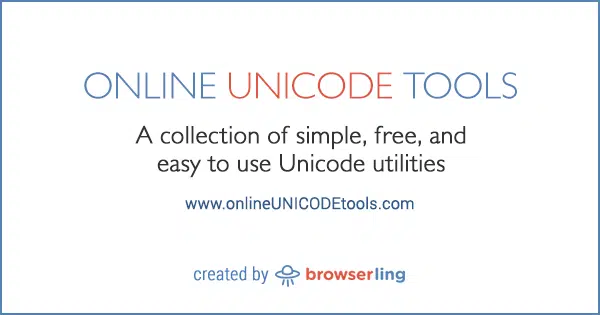 ONLINE UNICODE TOOLS
A collection of simple, free, and
easy to use Unicode utilities
www.onlineUNICODEtools.com
created by browserling